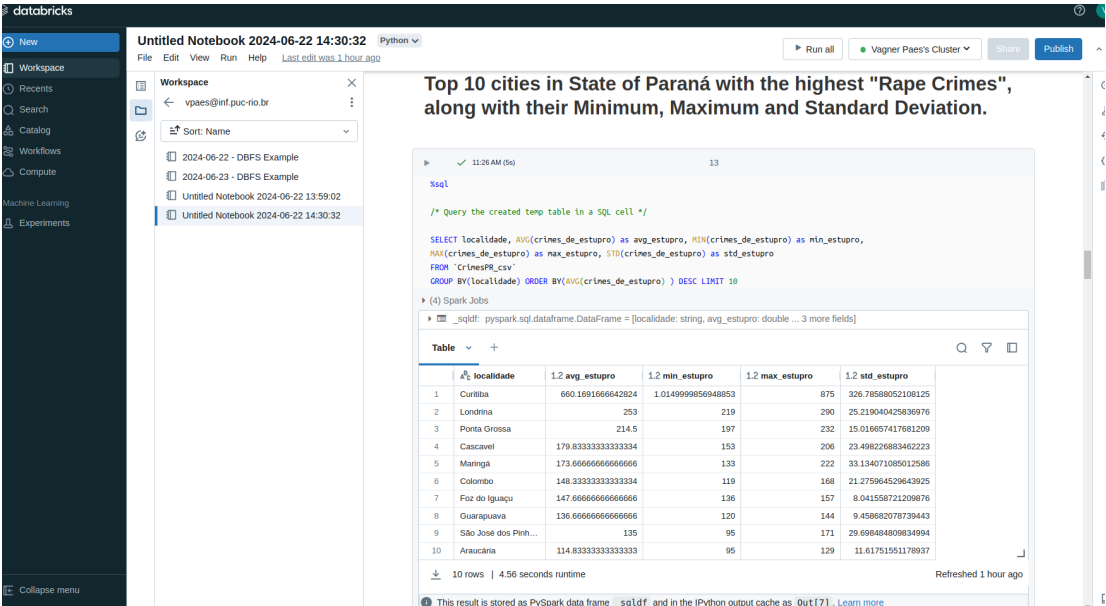 databricks
New
Workspace
Recents
Search
Catalog
Workflows
Compute
Machine Learning
Experiments
Collapse menu
Untitled Notebook 2024-06-22 14:30:32 Python
File Edit View Run Help Last edit was 1 hour ago
Run all Vagner Paes's Cluster Share Publish
Workspace
vpaes@inf.puc-rio.br
Sort: Name
2024-06-22 - DBFS Example
2024-06-23 - DBFS Example
Untitled Notebook 2024-06-22 13:59:02
Untitled Notebook 2024-06-22 14:30:32
Top 10 cities in State of Paraná with the highest "Rape Crimes",
along with their Minimum, Maximum and Standard Deviation.
11:26 AM (5s) 13
%sql
/* Query the created temp table in a SQL cell */
SELECT localidade, AVG(crimes_de_estupro) as avg_estupro, MIN(crimes_de_estupro) as min_estupro,
MAX(crimes_de_estupro) as max_estupro, STD(crimes_de_estupro) as std_estupro
FROM `CrimesPR_csv`
GROUP BY(localidade) ORDER BY(AVG(crimes_de_estupro) ) DESC LIMIT 10
(4) Spark Jobs
_sqldf: pyspark.sql.dataframe.DataFrame = [localidade: string, avg_estupro: double ... 3 more fields]
Table +
ABC localidade 1.2 avg_estupro 1.2 min_estupro 1.2 max_estupro 1.2 std_estupro
1 Curitiba 660.1691666642824 1.0149999856948853 875 326.78588052108125
2 Londrina 253 219 290 25.219040425836976
3 Ponta Grossa 214.5 197 232 15.016657417681209
4 Cascavel 179.83333333333334 153 206 23.498226883462223
5 Maringá 173.66666666666666 133 222 33.134071085012586
6 Colombo 148.33333333333334 119 168 21.275964529643925
7 Foz do Iguaçu 147.66666666666666 136 157 8.041558721209876
8 Guarapuava 136.66666666666666 120 144 9.458682078739443
9 São José dos Pinh... 135 95 171 29.698484809834994
10 Araucária 114.83333333333333 95 129 11.61751551178937
10 rows | 4.56 seconds runtime Refreshed 1 hour ago
This result is stored as PySpark data frame _sqldf and in the IPython output cache as Out[7]. Learn more